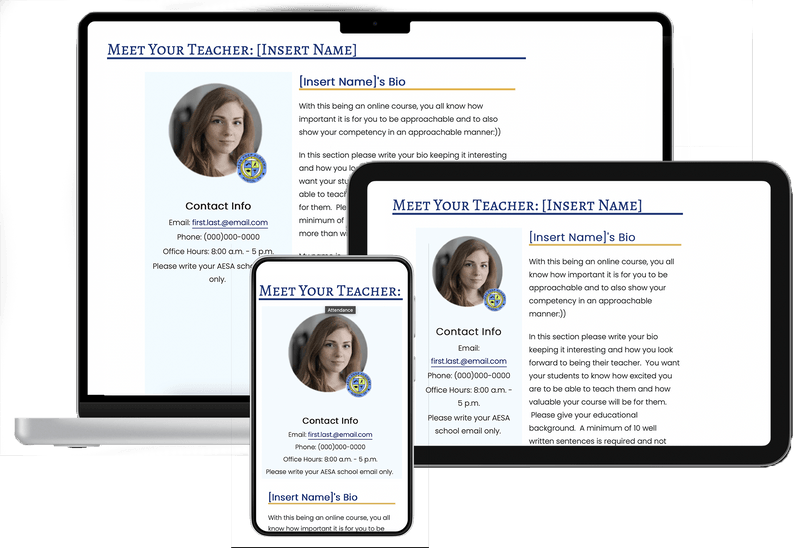 MEET YOUR TEACHER: [INSERT NAME]
[Insert Name]'s Bio
With this being an online course, you all know how
important it is for you to be approachable and to also
show your competency in an approachable manner:))
In this section please write your bio keeping it interesting
and how you
want your
able to teach
for them. Ple
minimum of
more than
Contact Info
Email: first.last.@email.com
Phone: (000)000-0000
Office Hours: 8:00 a.m. - 5 p.m.
Please write your AESA
only.
MEET YOUR TEACHER: [INSERT NAME]
Contact Info
Email:
first.last.@email.com
Phone: (000)000-0000
Office Hours: 8:00 a.m. -
5 p.m.
Please write your AESA
school email only.
[Insert Name]'s Bio
With this being an online course, you all
know how important it is for you to be
approachable and to also show your
competency in an approachable
manner:))
In this section please write your bio
keeping it interesting and how you look
forward to being their teacher. You want
your students to know how excited you
are to be able to teach them and how
valuable your course will be for them.
Please give your educational
background. A minimum of 10 well
written sentences is required and not
MEET YOUR TEACHER:
Attendance
Contact Info
Email: first.last.@email.com
Phone: (000)000-0000
Office Hours: 8:00 a.m. - 5 p.m.
Please write your AESA school email only.
[Insert Name]'s Bio
With this being an online course, you all
know how important it is for you to be